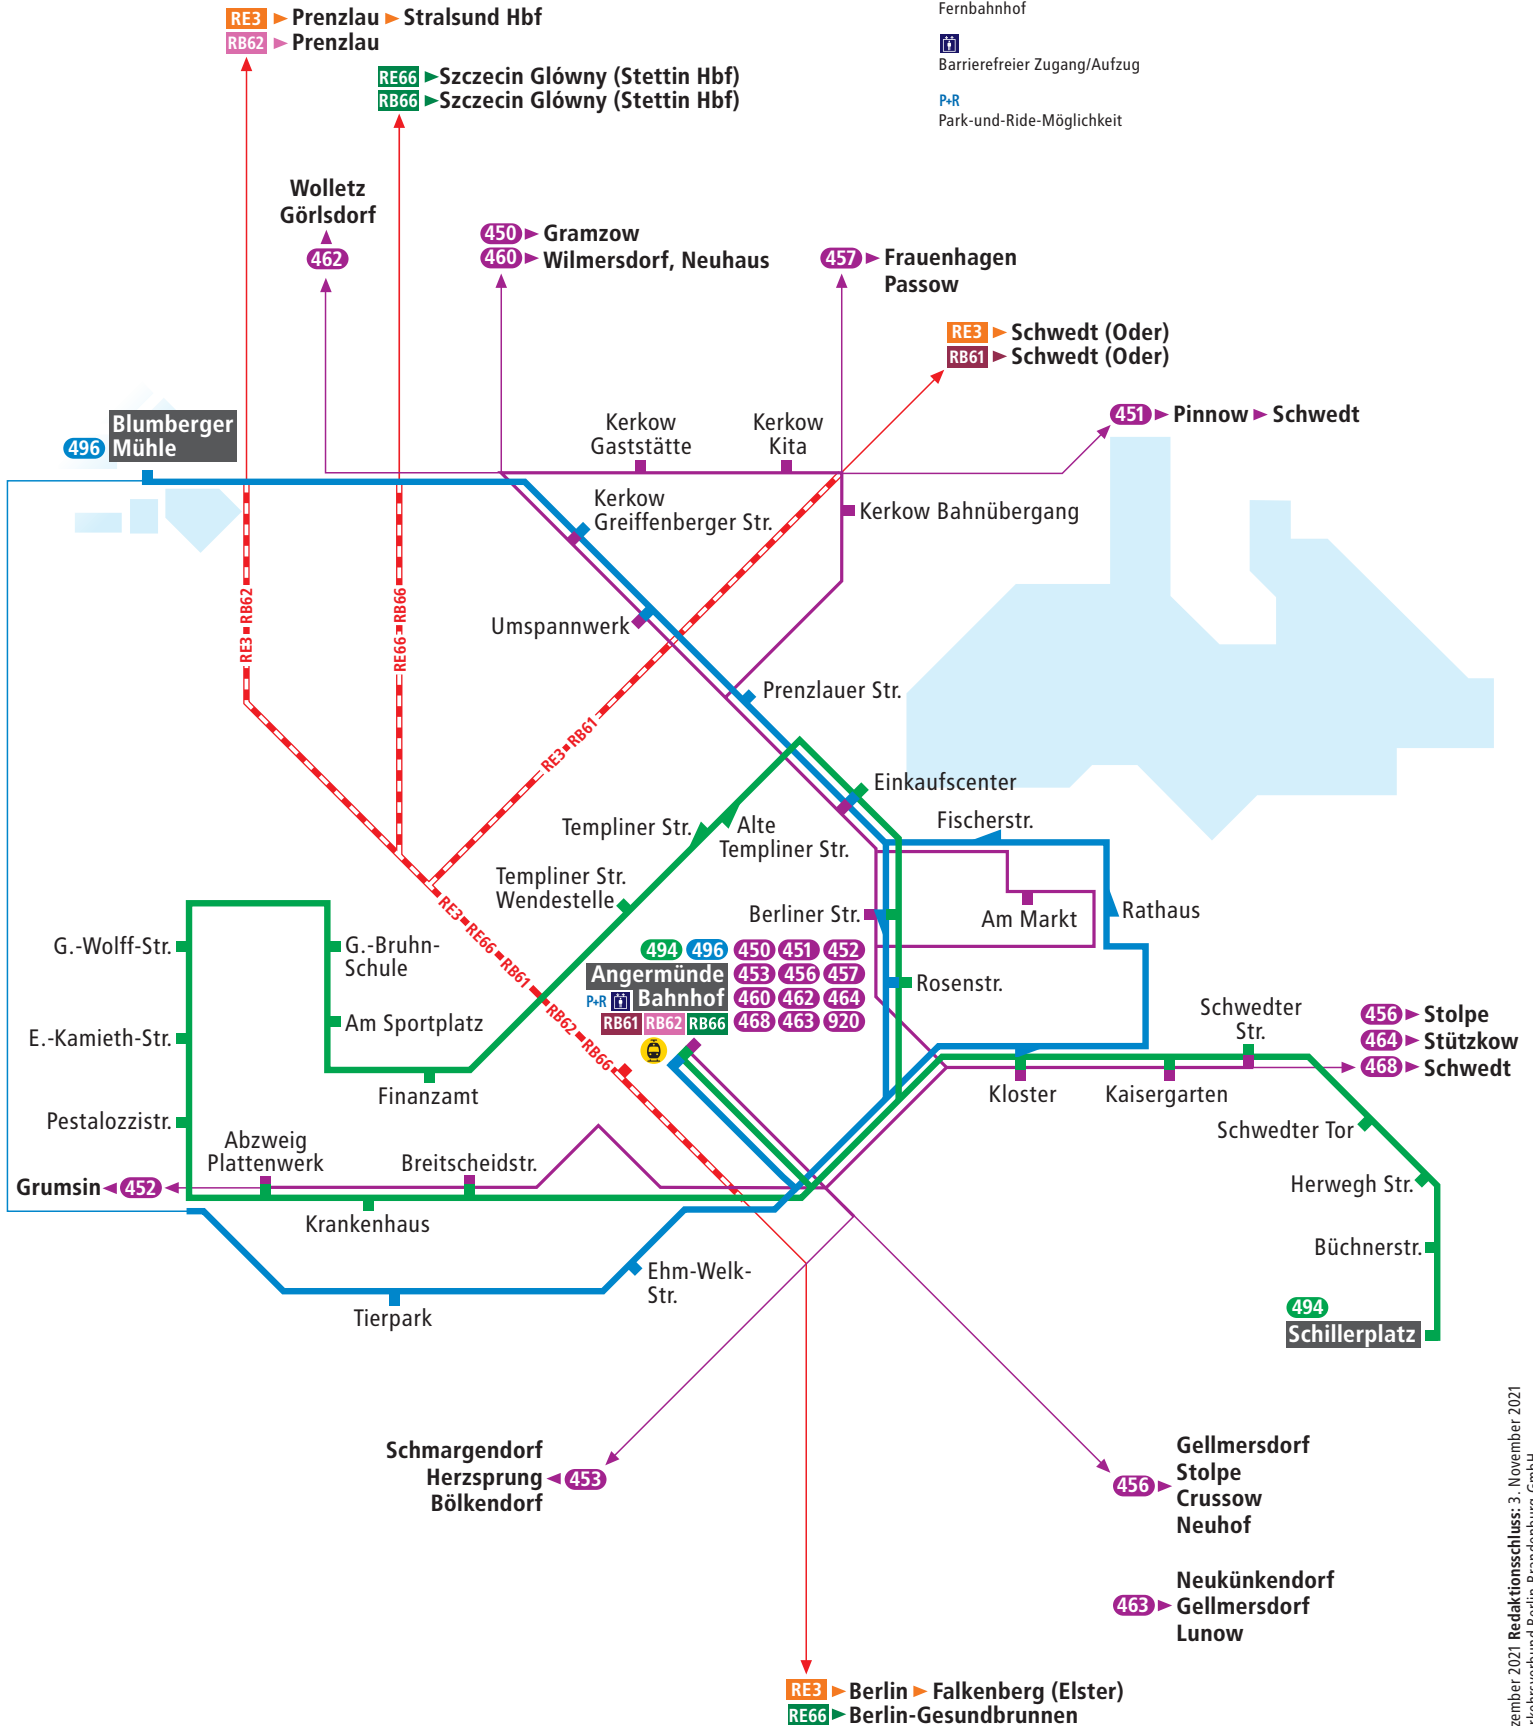 RE3 Prenzlau Stralsund Hbf
RB62 Prenzlau
RE66 Szczecin Glówny (Stettin Hbf)
RB66 Szczecin Glówny (Stettin Hbf)
Fernbahnhof
Barrierefreier Zugang/Aufzug
P+R
Park-und-Ride-Möglichkeit
Wolletz
Görlsdorf
462
450 Gramzow
460 Wilmersdorf, Neuhaus
457 Frauenhagen
Passow
RE3 Schwedt (Oder)
RB61 Schwedt (Oder)
451 Pinnow Schwedt
Blumberger
496 Mühle
Kerkow
Gaststätte
Kerkow
Kita
Kerkow
Greiffenberger Str.
Kerkow Bahnübergang
RE3 RB62
RE66 RB66
Umspannwerk
Prenzlauer Str.
RE3 RB61
Einkaufscenter
Fischerstr.
Templiner Str.
Alte
Templiner Str.
Templiner Str.
Wendestelle
Berliner Str.
Am Markt
Rathaus
RE3 RE66 RB61 RB62 RB66
G.-Wolff-Str.
G.-Bruhn-
Schule
494 496 450 451 452
Angermünde 453 456 457
P+R Bahnhof 460 462 464
RB61 RB62 RB66 468 463 920
Rosenstr.
E.-Kamieth-Str.
Am Sportplatz
Schwedter
Str.
456 Stolpe
464 Stützkow
468 Schwedt
Finanzamt
Kloster
Kaisergarten
Pestalozzistr.
Abzweig
Plattenwerk
Breitscheidstr.
Schwedter Tor
Grumsin 452
Herwegh Str.
Krankenhaus
Büchnerstr.
Ehm-Welk-
Str.
Tierpark
494
Schillerplatz
Schmargendorf
Herzsprung 453
Bölkendorf
Gellmersdorf
Stolpe
456
Crussow
Neuhof
Neukünkendorf
463 Gellmersdorf
Lunow
RE3 Berlin Falkenberg (Elster)
RE66 Berlin-Gesundbrunnen
zember 2021 Redaktionsschluss: 3. November 2021
kehrsverbund Berlin-Brandenburg GmbH